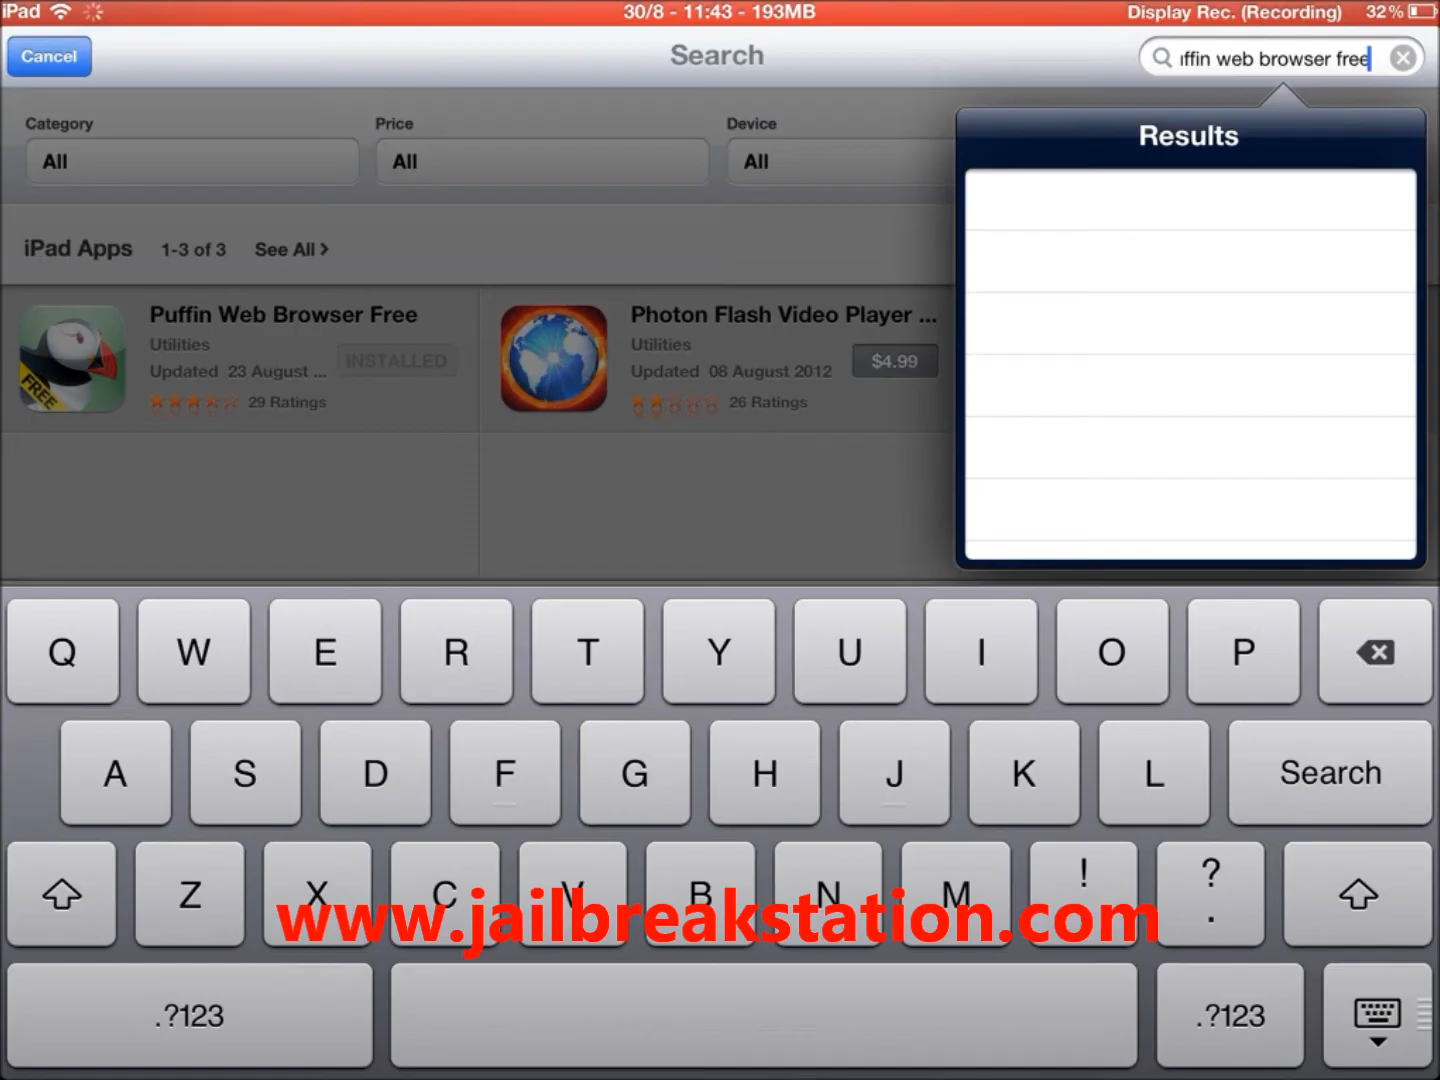 iPad
30/8 - 11:43 - 193MB
Display Rec. (Recording)
32%
Cancel
Search
ıffin web browser free
Category
Price
Device
All
All
All
Results
iPad Apps
1-3 of 3
See All >
Puffin Web Browser Free
Utilities
Updated 23 August ...
INSTALLED
29 Ratings
FREE
Photon Flash Video Player ...
Utilities
Updated 08 August 2012
$4.99
26 Ratings
Q W E R T Y U I O P
A S D F G H J K L Search
Z X C V B N M ! ?
.
www.jailbreakstation.com
.?123
.?123